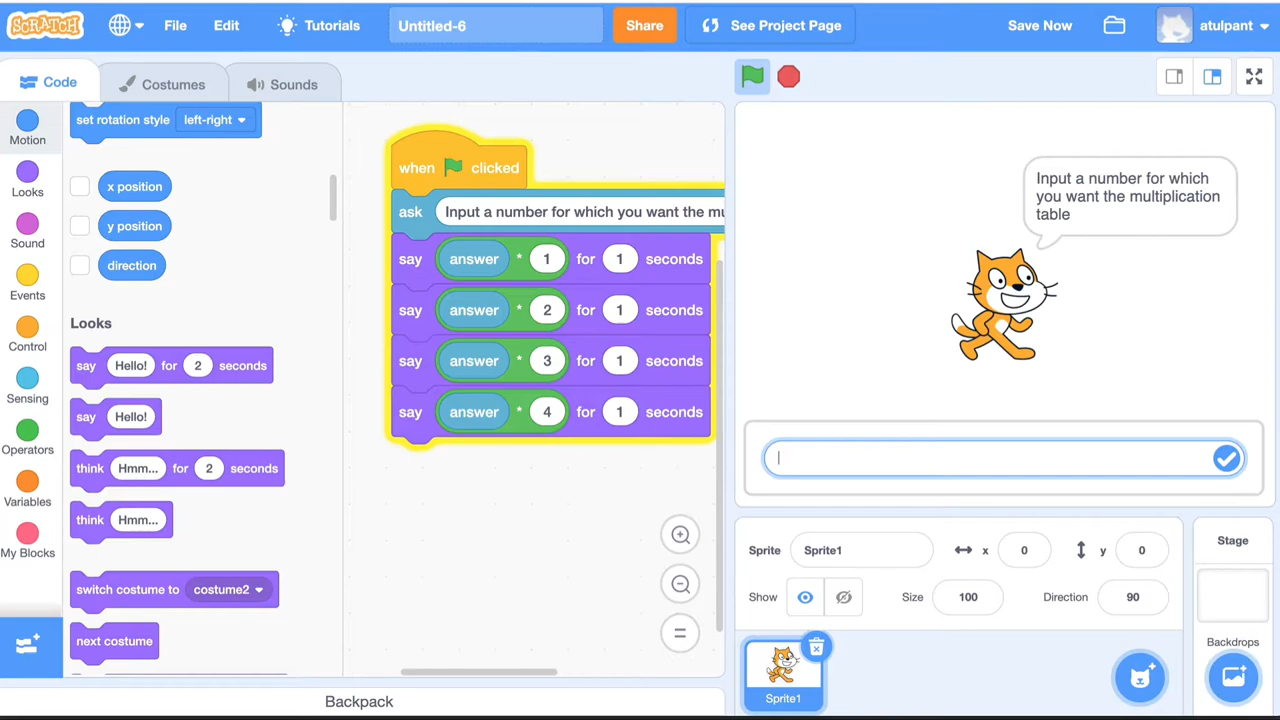 SCRATCH
File
Edit
Tutorials
Untitled-6
Share
See Project Page
Save Now
atulpant
Code
Costumes
Sounds
Motion
Looks
Sound
Events
Control
Sensing
Operators
Variables
My Blocks
set rotation style left-right
x position
y position
direction
Looks
say Hello! for 2 seconds
say Hello!
think Hmm... for 2 seconds
think Hmm...
switch costume to costume2
next costume
when clicked
ask Input a number for which you want the mu
say answer * 1 for 1 seconds
say answer * 2 for 1 seconds
say answer * 3 for 1 seconds
say answer * 4 for 1 seconds
Backpack
Input a number for which
you want the multiplication
table
Sprite Sprite1 x 0 y 0
Show Size 100 Direction 90
Sprite1
Stage
Backdrops